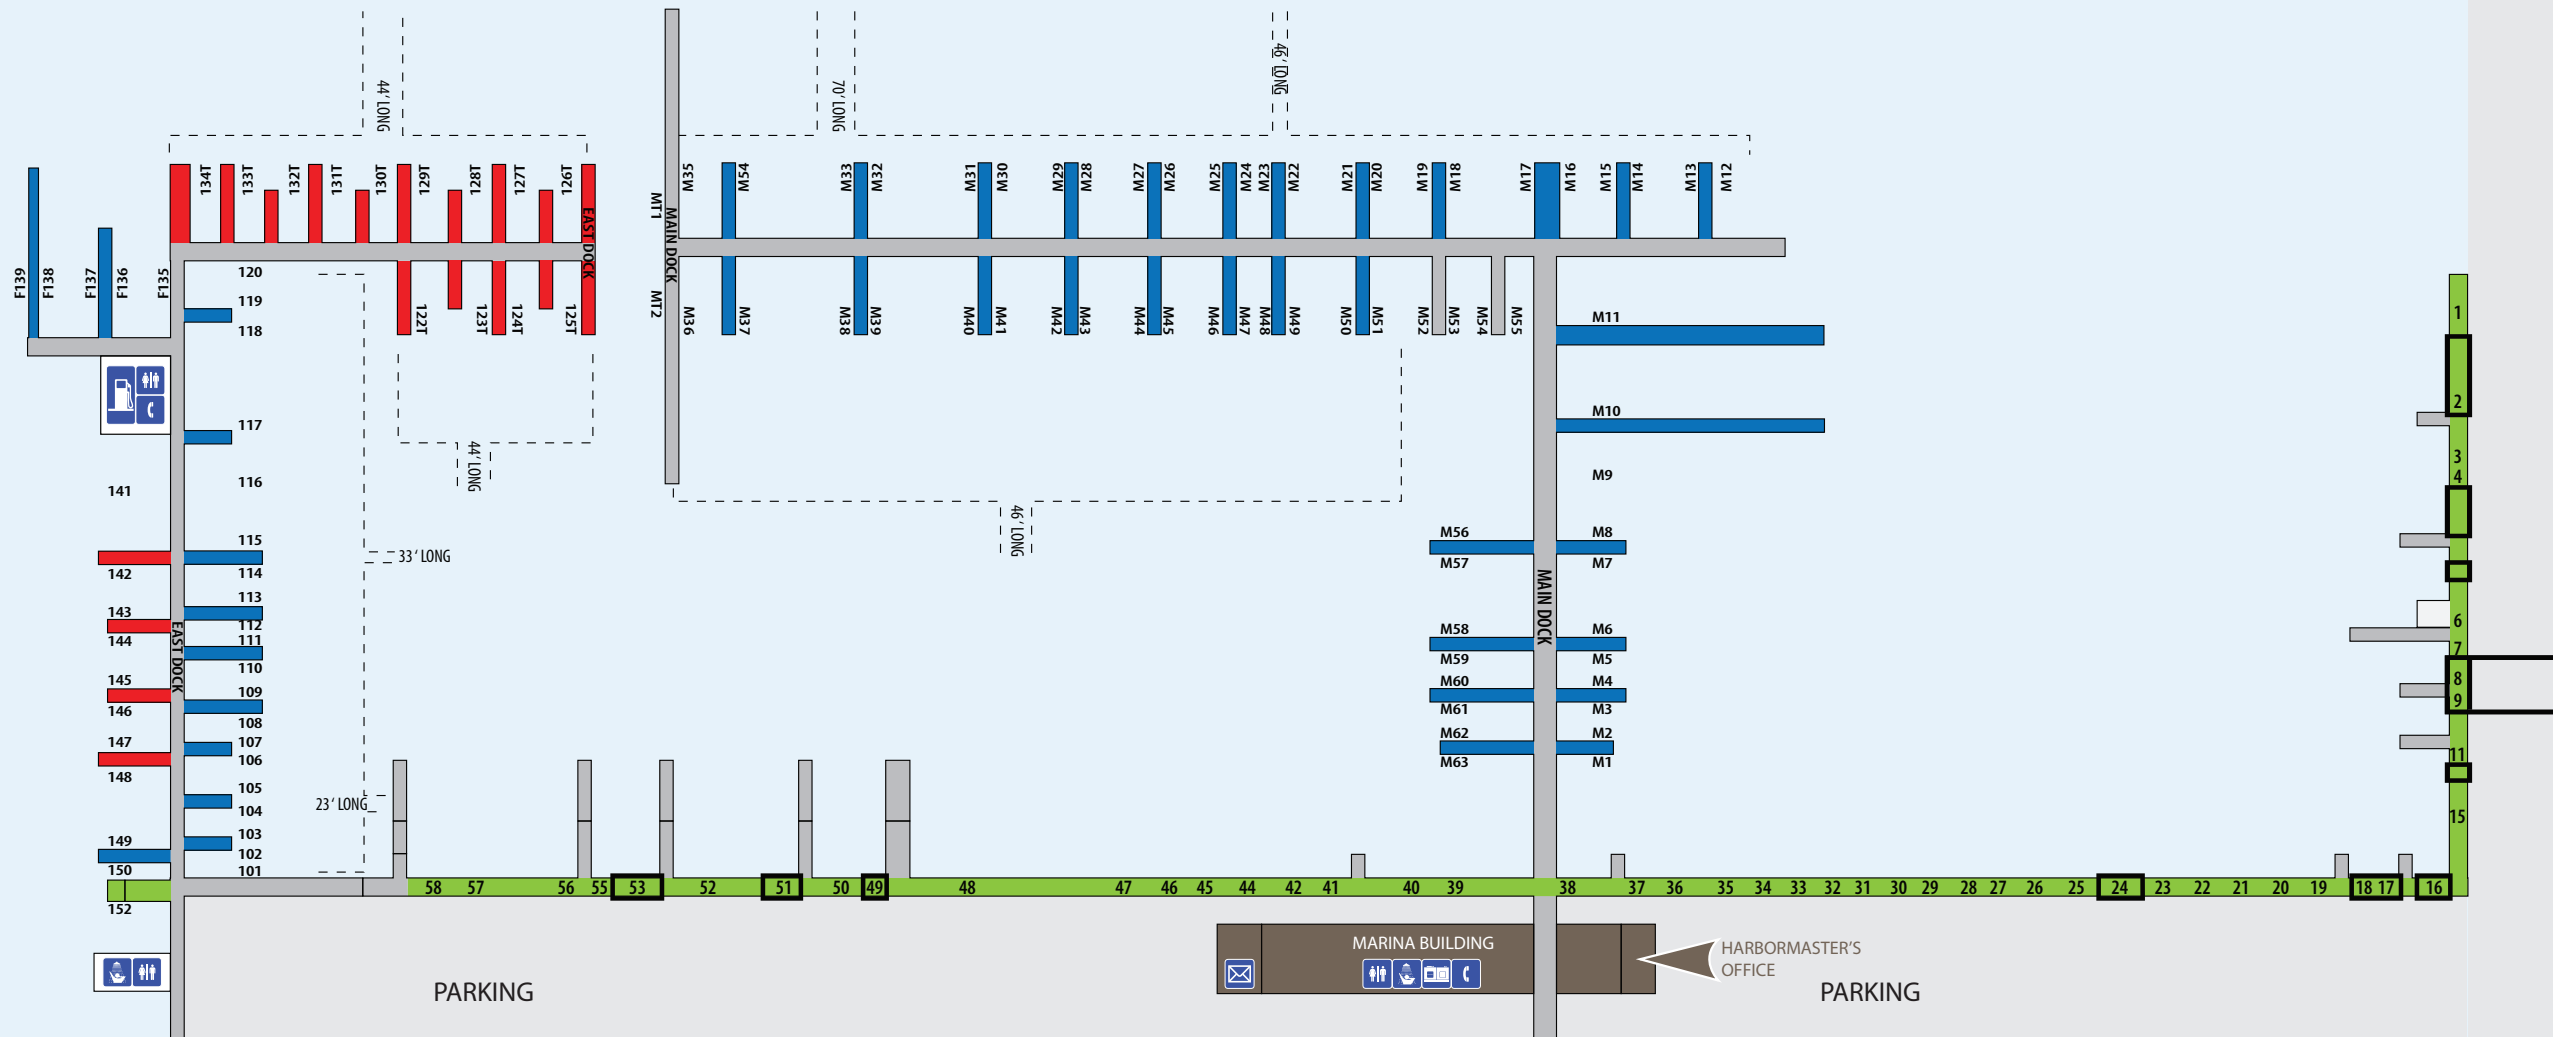 44' LONG
70' LONG
46' LONG
134T
133T
132T
131T
130T
129T
128T
127T
126T
EAST DOCK
122T
123T
124T
125T
44' LONG
MT1
MAIN DOCK
MT2
M35
M54
M33
M32
M31
M30
M29
M28
M27
M26
M25
M24
M23
M22
M21
M20
M19
M18
M17
M16
M15
M14
M13
M12
M36
M37
M38
M39
M40
M41
M42
M43
M44
M45
M46
M47
M48
M49
M50
M51
M52
M53
M54
M55
46' LONG
F139
F138
F137
F136
F135
120
119
118
117
116
115
114
113
112
111
110
109
108
107
106
105
104
103
102
101
33' LONG
23' LONG
141
142
143
144
145
146
147
148
149
150
152
EAST DOCK
M11
M10
M9
M8
M7
M6
M5
M4
M3
M2
M1
M56
M57
M58
M59
M60
M61
M62
M63
MAIN DOCK
1
2
3
4
6
7
8
9
11
15
58 57 56 55 53 52 51 50 49 48 47 46 45 44 42 41 40 39 38 37 36 35 34 33 32 31 30 29 28 27 26 25 24 23 22 21 20 19 18 17 16
MARINA BUILDING
HARBORMASTER'S
OFFICE
PARKING
PARKING